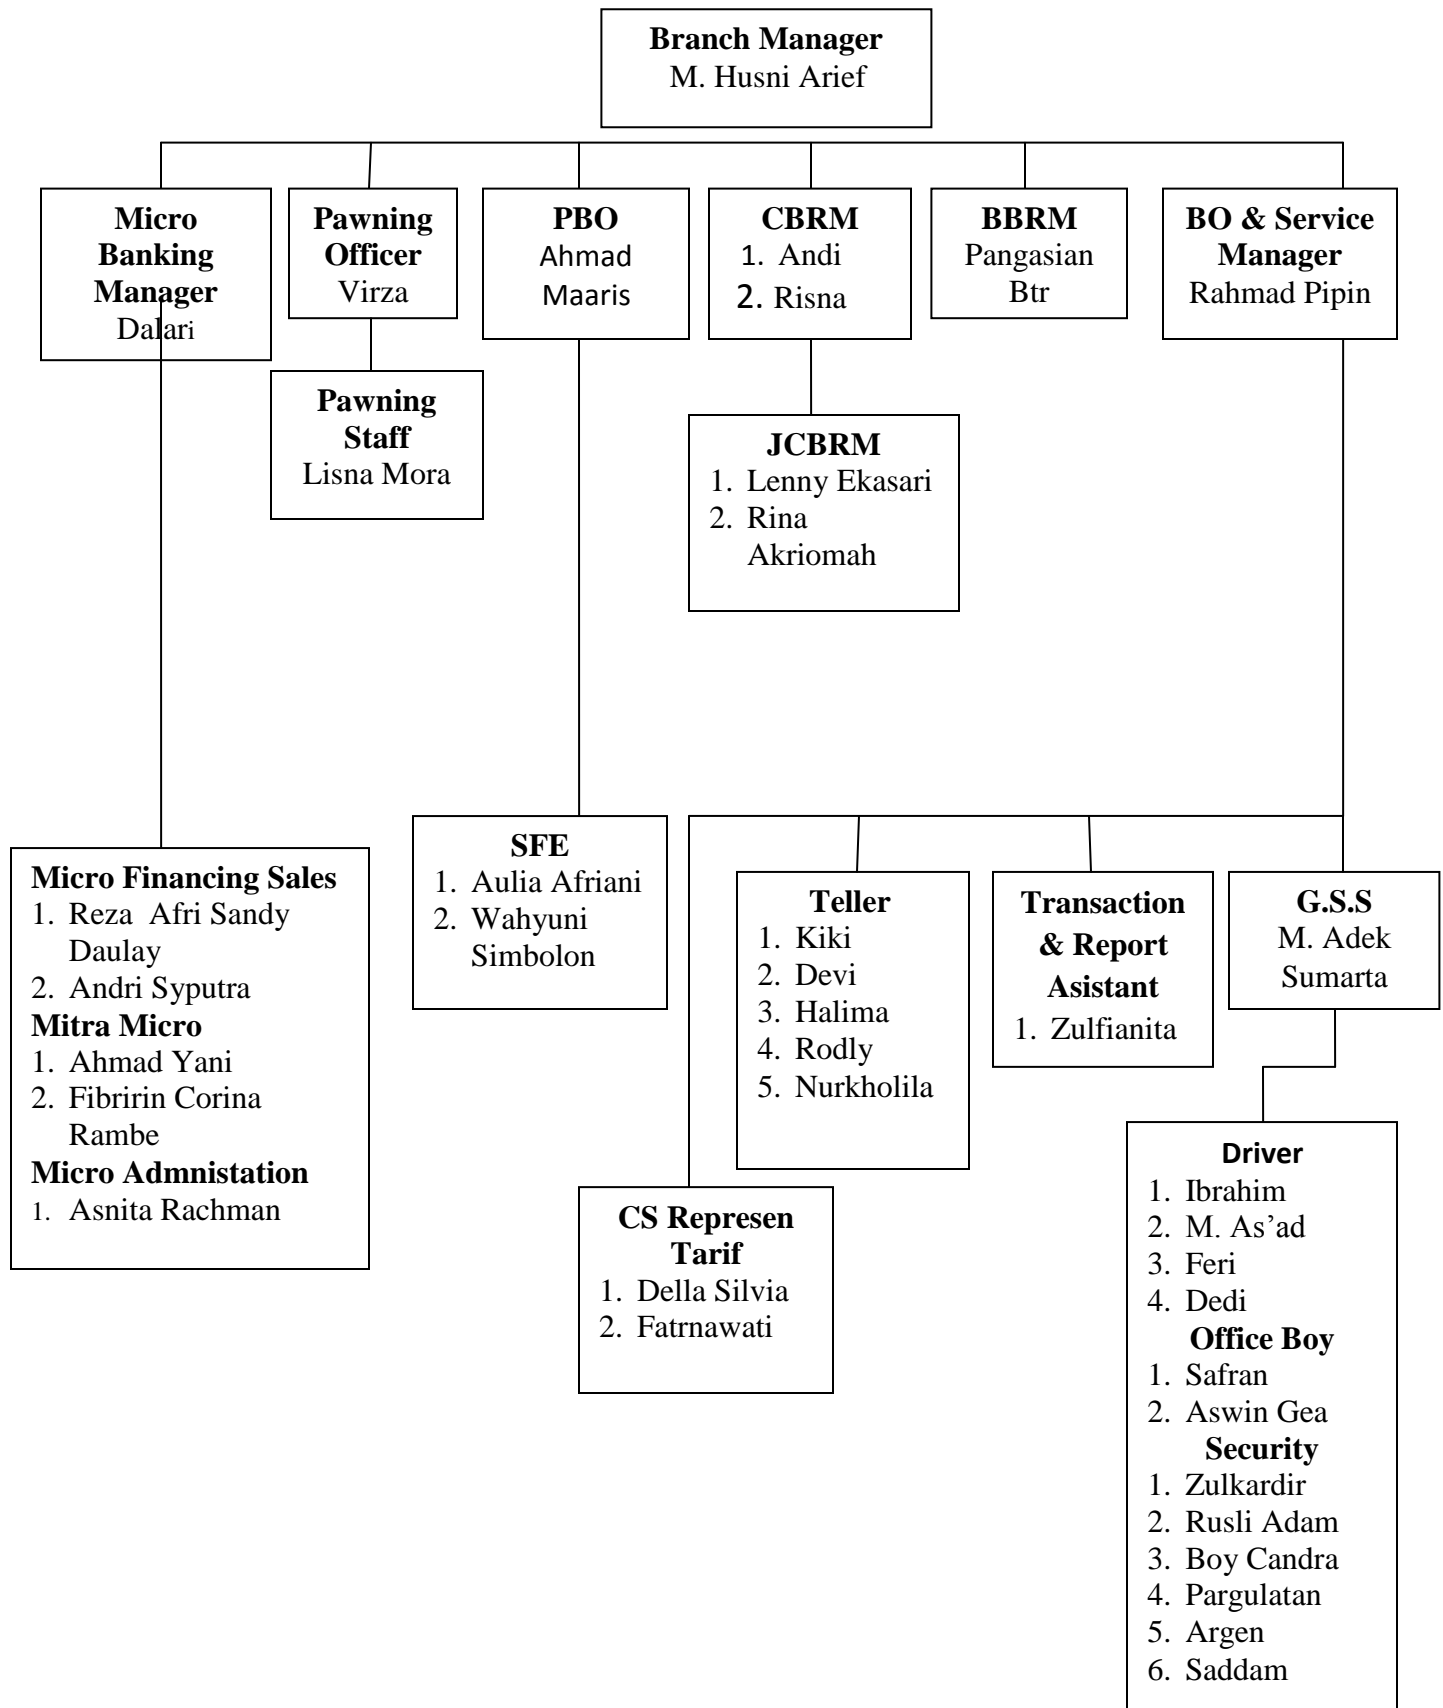 Branch Manager
M. Husni Arief
Micro
Banking
Manager
Dalari
Pawning
Officer
Virza
PBO
Ahmad
Maaris
CBRM
1. Andi
2. Risna
BBRM
Pangasian
Btr
BO & Service
Manager
Rahmad Pipin
Pawning
Staff
Lisna Mora
JCBRM
1. Lenny Ekasari
2. Rina
Akriomah
Micro Financing Sales
1. Reza Afri Sandy
Daulay
2. Andri Syputra
Mitra Micro
1. Ahmad Yani
2. Fibririn Corina
Rambe
Micro Admnistation
1. Asnita Rachman
SFE
1. Aulia Afriani
2. Wahyuni
Simbolon
Teller
1. Kiki
2. Devi
3. Halima
4. Rodly
5. Nurkholila
Transaction
& Report
Asistant
1. Zulfianita
G.S.S
M. Adek
Sumarta
CS Represen
Tarif
1. Della Silvia
2. Fatrnawati
Driver
1. Ibrahim
2. M. As’ad
3. Feri
4. Dedi
Office Boy
1. Safran
2. Aswin Gea
Security
1. Zulkardir
2. Rusli Adam
3. Boy Candra
4. Pargulatan
5. Argen
6. Saddam